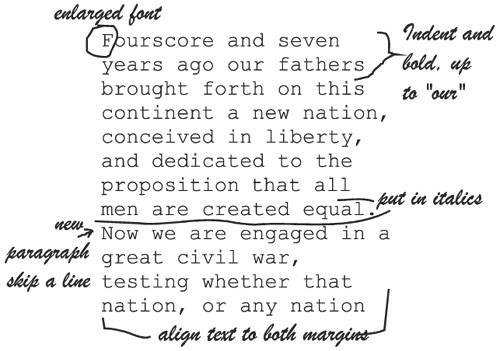 enlarged font
Fourscore and seven
years ago our fathers
brought forth on this
continent a new nation,
conceived in liberty,
and dedicated to the
proposition that all
men are created equal.
Now we are engaged in a
great civil war,
testing whether that
nation, or any nation
Indent and
bold, up
to "our"
put in italics
new
paragraph
skip a line
align text to both margins